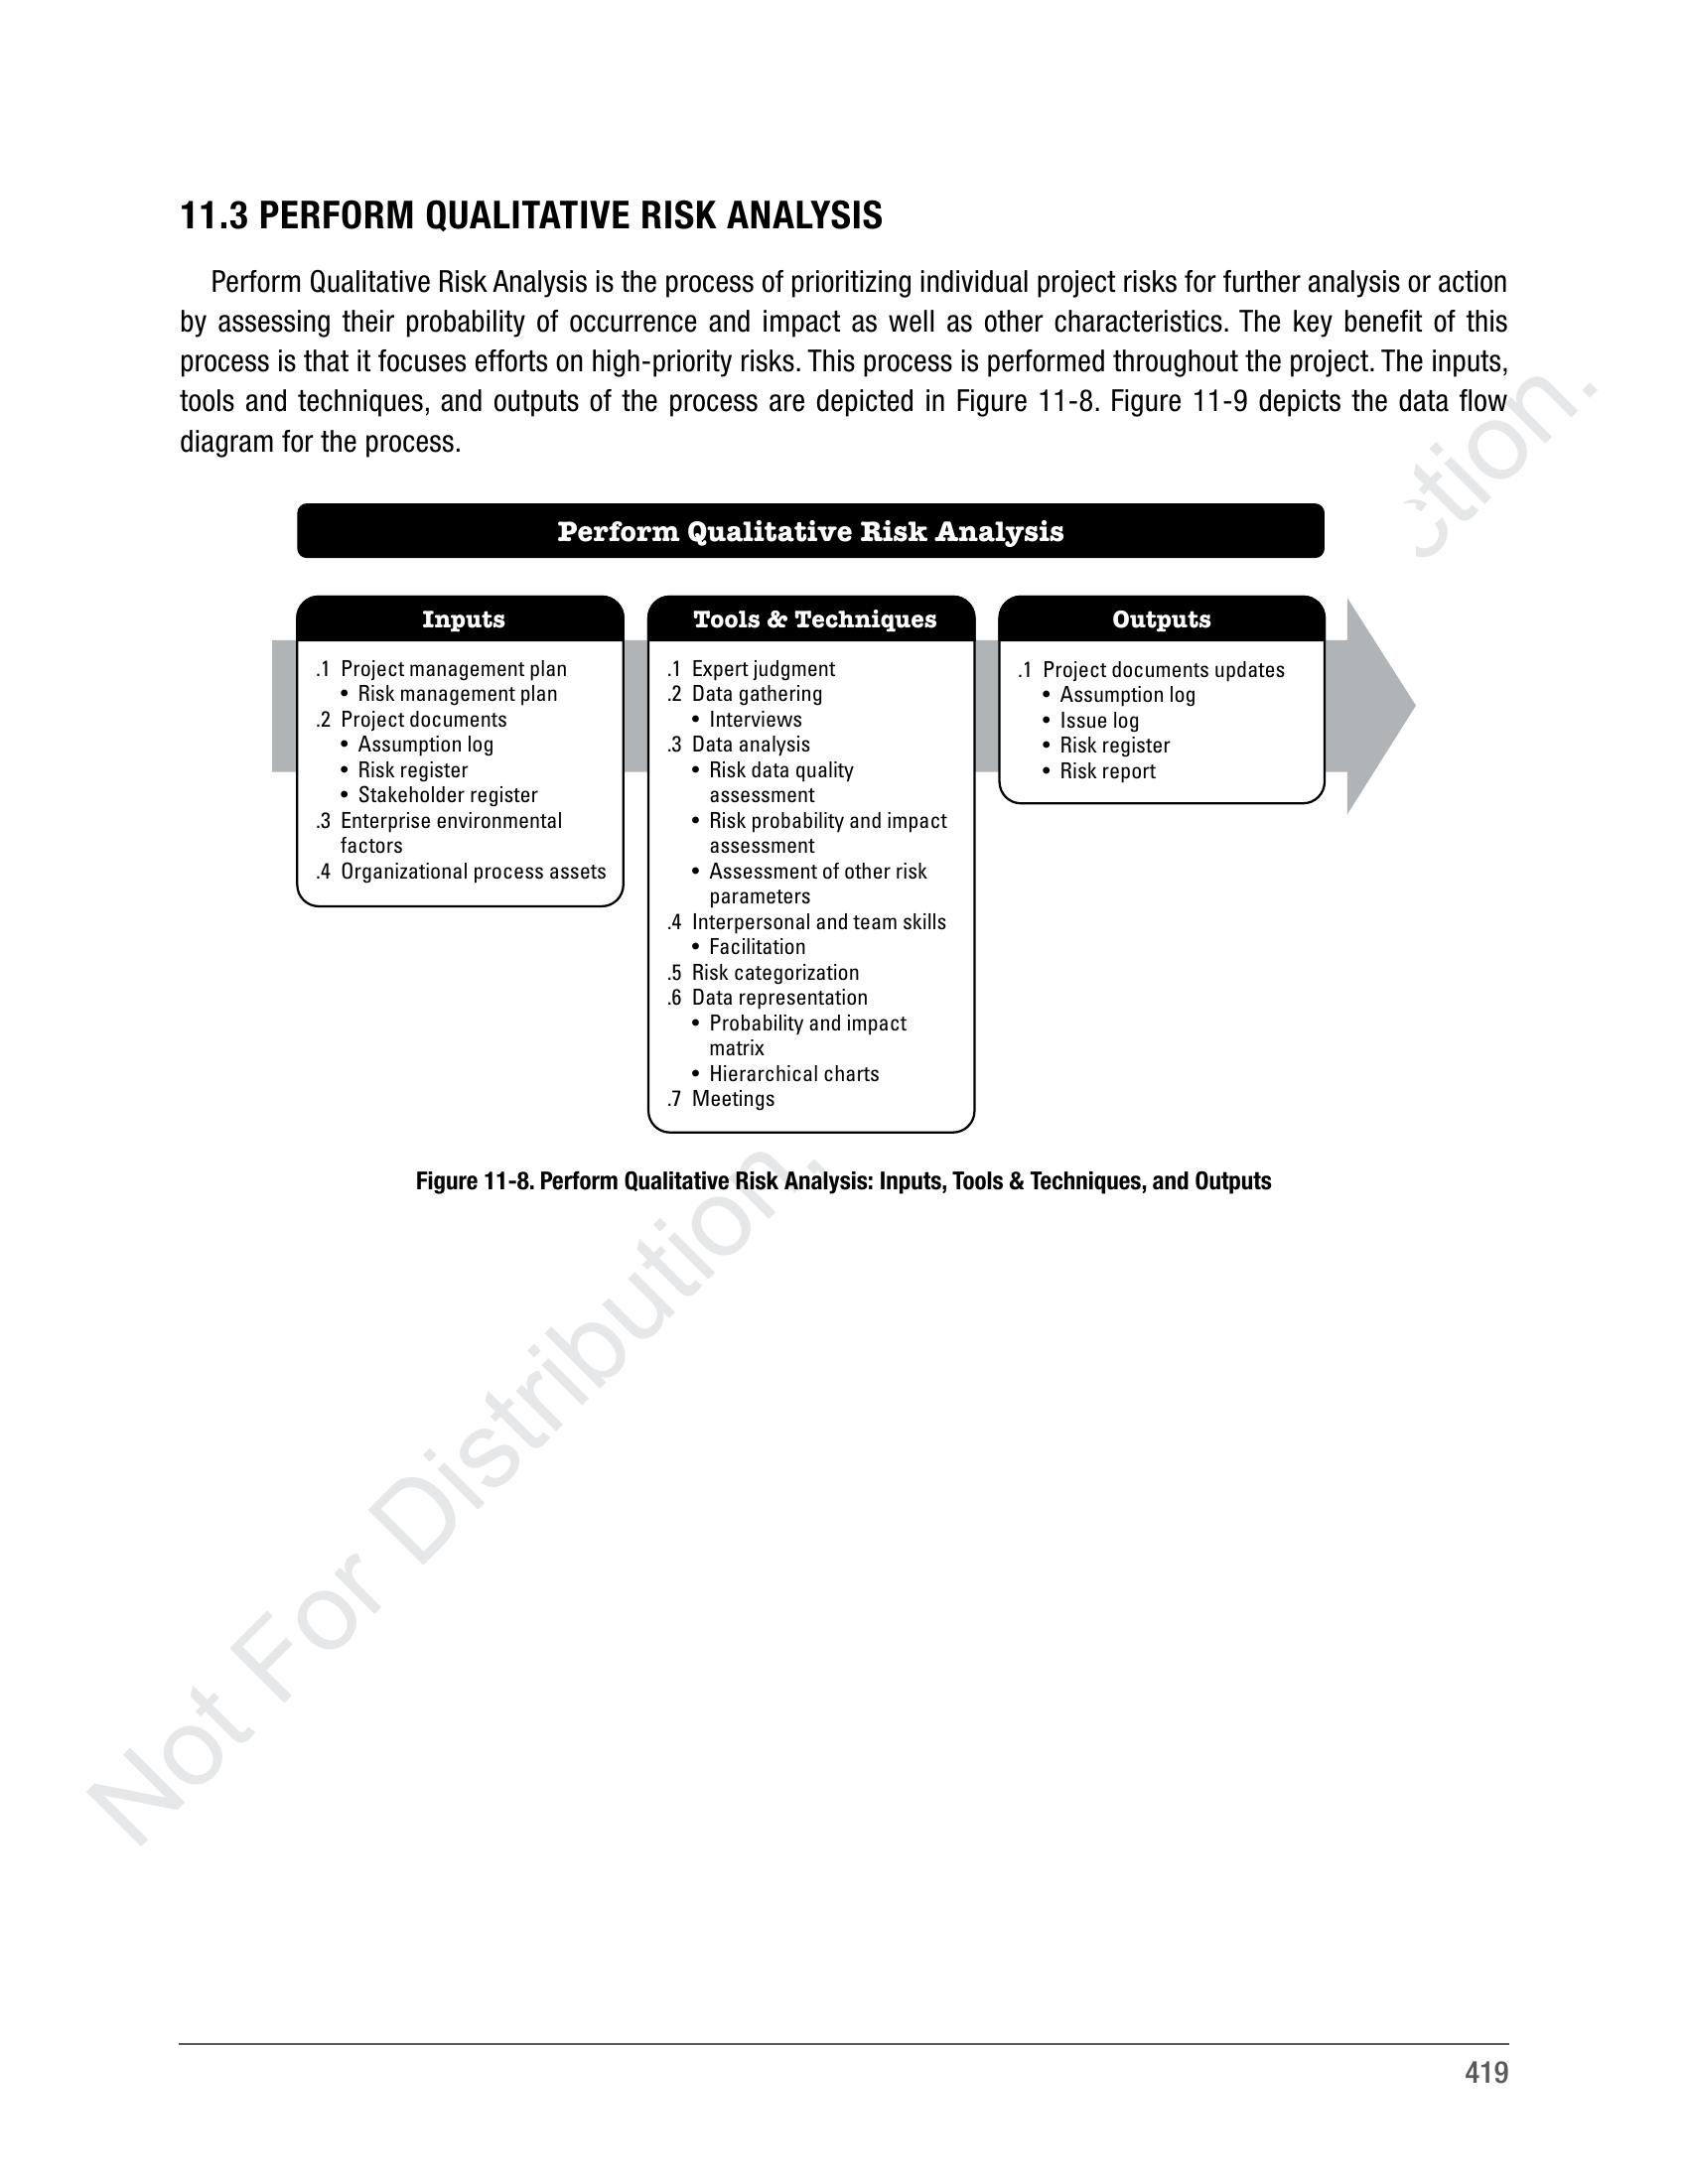 11.3 PERFORM QUALITATIVE RISK ANALYSIS
Perform Qualitative Risk Analysis is the process of prioritizing individual project risks for further analysis or action
by assessing their probability of occurrence and impact as well as other characteristics. The key benefit of this
process is that it focuses efforts on high-priority risks. This process is performed throughout the project. The inputs,
tools and techniques, and outputs of the process are depicted in Figure 11-8. Figure 11-9 depicts the data flow
diagram for the process.
Perform Qualitative Risk Analysis
Inputs
.1 Project management plan
• Risk management plan
.2 Project documents
• Assumption log
• Risk register
• Stakeholder register
.3 Enterprise environmental
factors
.4 Organizational process assets
Tools & Techniques
.1 Expert judgment
.2 Data gathering
• Interviews
.3 Data analysis
• Risk data quality
assessment
• Risk probability and impact
assessment
• Assessment of other risk
parameters
.4 Interpersonal and team skills
• Facilitation
.5 Risk categorization
.6 Data representation
• Probability and impact
matrix
• Hierarchical charts
.7 Meetings
Outputs
.1 Project documents updates
• Assumption log
• Issue log
• Risk register
• Risk report
Figure 11-8. Perform Qualitative Risk Analysis: Inputs, Tools & Techniques, and Outputs
Not For Distribution.
419